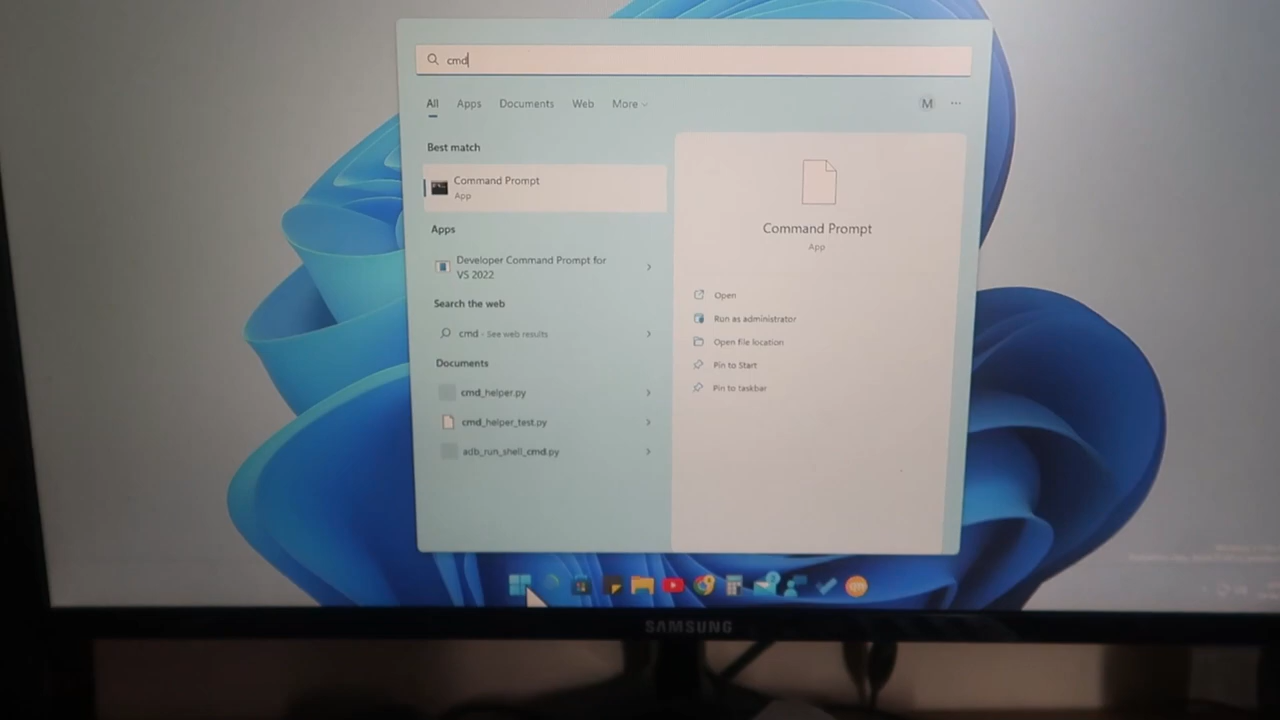 cmd
All Apps Documents Web More M
Best match
Command Prompt
App
Command Prompt
App
Apps
Developer Command Prompt for
VS 2022
Search the web
cmd - See web results
Documents
cmd_helper.py
cmd_helper_test.py
adb_run_shell_cmd.py
Open
Run as administrator
Open file location
Pin to Start
Pin to taskbar
SAMSUNG